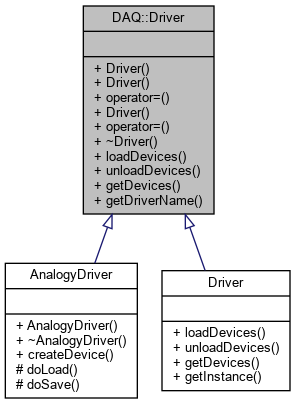 DAQ::Driver
+ Driver()
+ Driver()
+ operator=()
+ Driver()
+ operator=()
+ ~Driver()
+ loadDevices()
+ unloadDevices()
+ getDevices()
+ getDriverName()
AnalogyDriver
+ AnalogyDriver()
+ ~AnalogyDriver()
+ createDevice()
# doLoad()
# doSave()
Driver
+ loadDevices()
+ unloadDevices()
+ getDevices()
+ getInstance()